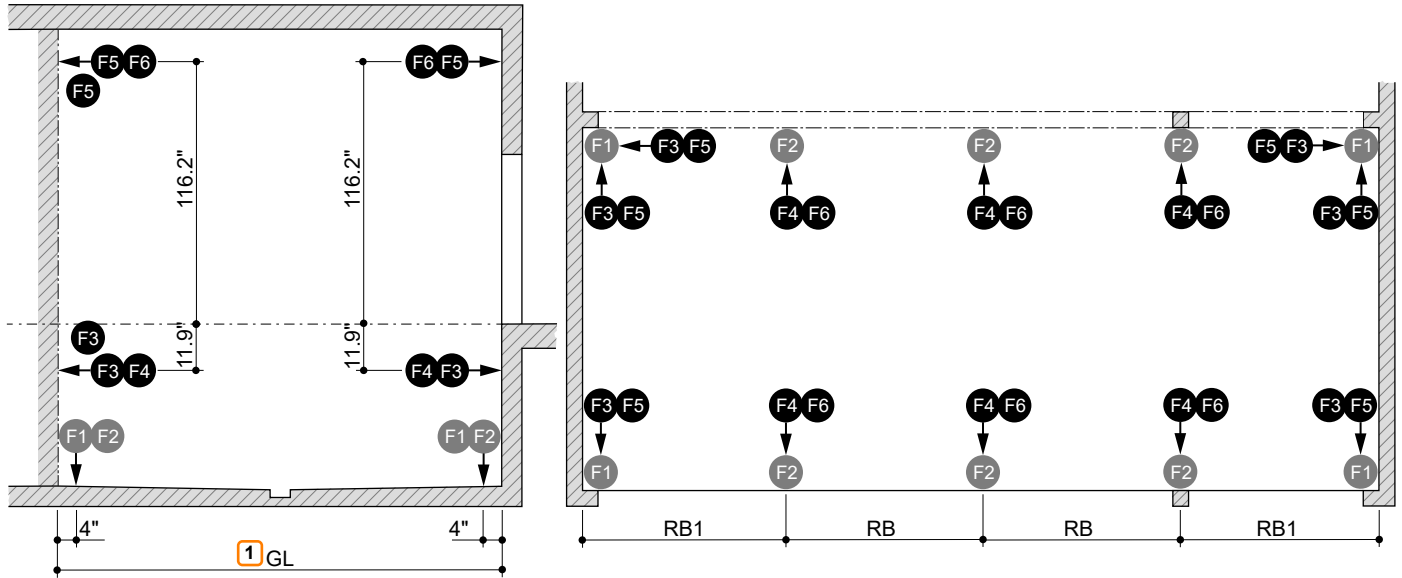 F5 F6 F6 F5
F5
116.2" 116.2"
F3
11.9" 11.9"
F3 F4 F4 F3
F1 F2 F1 F2
4" 4"
1 GL
F1 F3 F5 F2 F2 F2 F5 F3 F1
F3 F5 F4 F6 F4 F6 F4 F6 F3 F5
F3 F5 F4 F6 F4 F6 F4 F6 F3 F5
F1 F2 F2 F2 F1
RB1 RB RB RB1